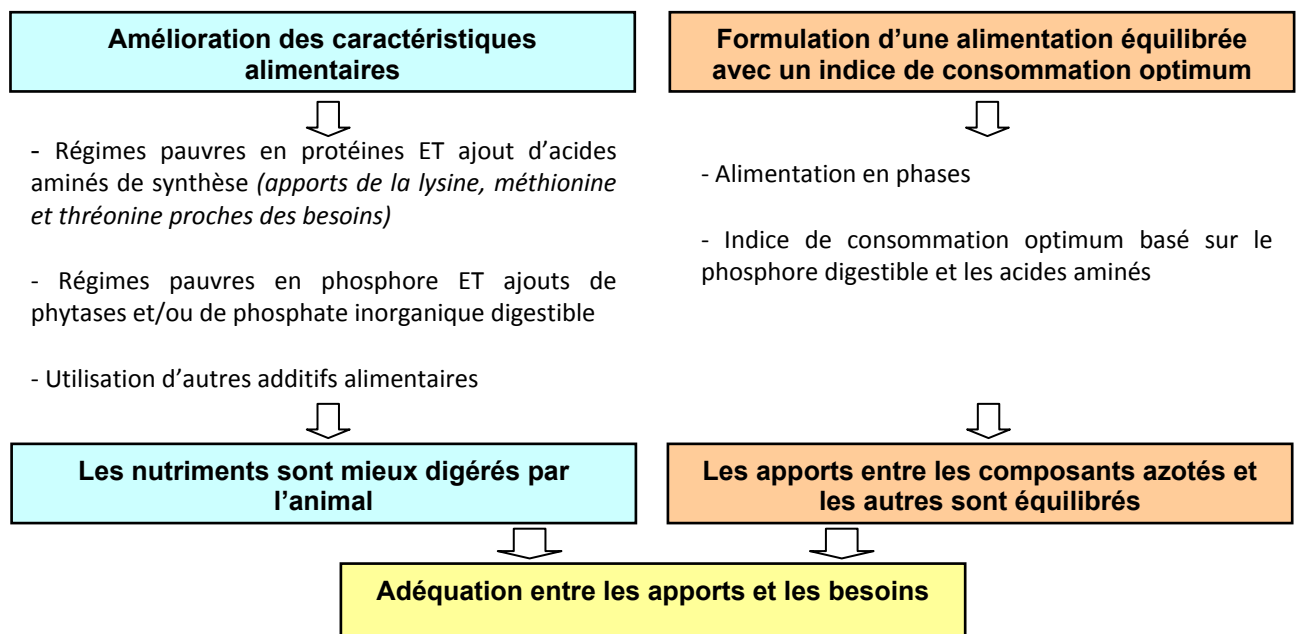 Amélioration des caractéristiques
alimentaires
- Régimes pauvres en protéines ET ajout d’acides
aminés de synthèse (apports de la lysine, méthionine
et thréonine proches des besoins)
- Régimes pauvres en phosphore ET ajouts de
phytases et/ou de phosphate inorganique digestible
- Utilisation d’autres additifs alimentaires
Les nutriments sont mieux digérés par
l’animal
Formulation d’une alimentation équilibrée
avec un indice de consommation optimum
- Alimentation en phases
- Indice de consommation optimum basé sur le
phosphore digestible et les acides aminés
Les apports entre les composants azotés et
les autres sont équilibrés
Adéquation entre les apports et les besoins